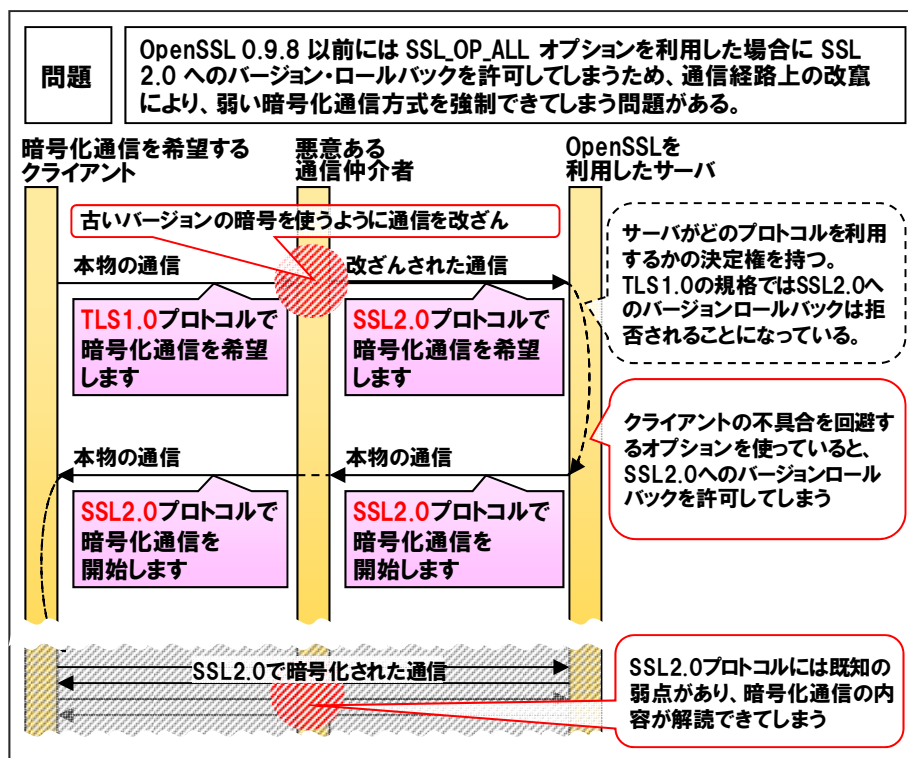 問題
OpenSSL 0.9.8 以前には SSL_OP_ALL オプションを利用した場合に SSL
2.0 へのバージョン・ロールバックを許可してしまうため、通信経路上の改竄
により、弱い暗号化通信方式を強制できてしまう問題がある。
暗号化通信を希望する
クライアント
悪意ある
通信仲介者
OpenSSLを
利用したサーバ
古いバージョンの暗号を使うように通信を改ざん
本物の通信
改ざんされた通信
サーバがどのプロトコルを利用
するかの決定権を持つ。
TLS1.0の規格ではSSL2.0へ
のバージョンロールバックは拒
否されることになっている。
TLS1.0プロトコルで
暗号化通信を希望
します
SSL2.0プロトコルで
暗号化通信を希望
します
クライアントの不具合を回避す
るオプションを使っていると、
SSL2.0へのバージョンロール
バックを許可してしまう
本物の通信
本物の通信
SSL2.0プロトコルで
暗号化通信を
開始します
SSL2.0プロトコルで
暗号化通信を
開始します
SSL2.0で暗号化された通信
SSL2.0プロトコルには既知の
弱点があり、暗号化通信の内
容が解読できてしまう